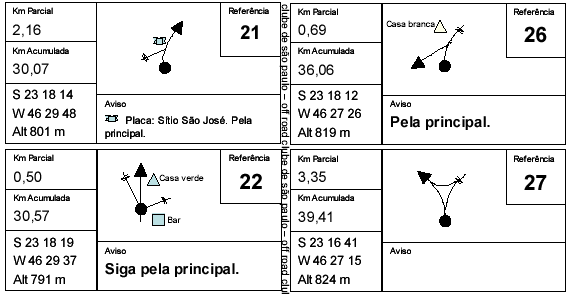 Km Parcial
2,16
Km Acumulada
30,07
S 23 18 14
W 46 29 48
Alt 801 m
Referência
21
Aviso
Placa: Sítio São José. Pela
principal.
Km Parcial
0,50
Km Acumulada
30,57
S 23 18 19
W 46 29 37
Alt 791 m
Casa verde
Bar
Referência
22
Aviso
Siga pela principal.
clube de são paulo – off road clube de são paulo – off road club
Km Parcial
0,69
Km Acumulada
36,06
S 23 18 12
W 46 27 26
Alt 819 m
Casa branca
Referência
26
Aviso
Pela principal.
Km Parcial
3,35
Km Acumulada
39,41
S 23 16 41
W 46 27 15
Alt 824 m
Referência
27
Aviso